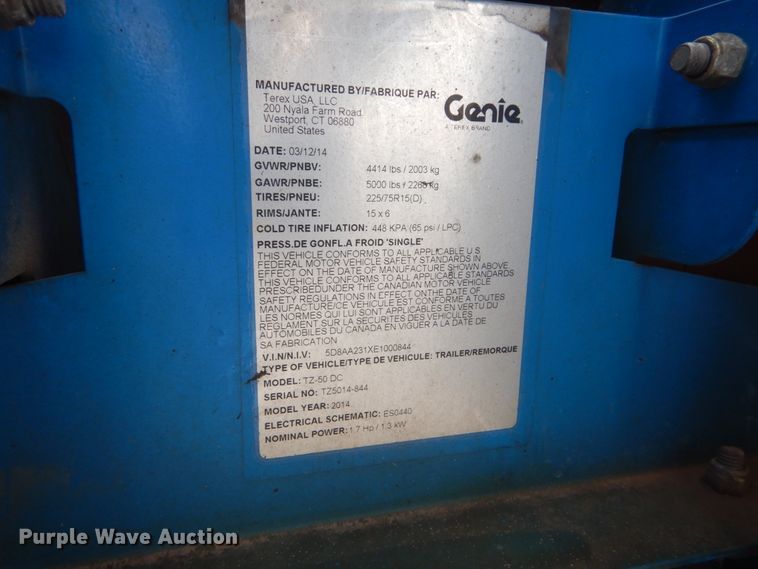 MANUFACTURED BY/FABRIQUE PAR:
Terex USA, LLC
200 Nyala Farm Road
Westport, CT 06880
United States
Genie
A TEREX BRAND
DATE: 03/12/14
GVWR/PNBV: 4414 lbs / 2003 kg
GAWR/PNBE: 5000 lbs / 2268 kg
TIRES/PNEU: 225/75R15(D)
RIMS/JANTE: 15 x 6
COLD TIRE INFLATION: 448 KPA (65 psi / LPC)
PRESS.DE GONFL.A FROID 'SINGLE'
THIS VEHICLE CONFORMS TO ALL APPLICABLE U.S.
FEDERAL MOTOR VEHICLE SAFETY STANDARDS IN
EFFECT ON THE DATE OF MANUFACTURE SHOWN ABOVE
THIS VEHICLE CONFORMS TO ALL APPLICABLE STANDARDS
PRESCRIBEDUNDER THE CANADIAN MOTOR VEHICLE
SAFETY REGULATIONS IN EFFECT ON THE DATE OF
MANUFACTURE/CE VEHICULE EST CONFORME A TOUTES
LES NORMES QUI LUI SONT APPLICABLES EN VERTU DU
REGLAMENT SUR LA SECURITES DES VEHICULES
AUTOMOBILES DU CANADA EN VIGUER A LA DATE DE
SA FABRICATION
V.I.N/N.I.V: 5D8AA231XE1000844
TYPE OF VEHICLE/TYPE DE VEHICULE: TRAILER/REMORQUE
MODEL: TZ-50 DC
SERIAL NO: TZ5014-844
MODEL YEAR: 2014
ELECTRICAL SCHEMATIC: ES0440
NOMINAL POWER: 1.7 Hp / 1.3 kW
Purple Wave Auction